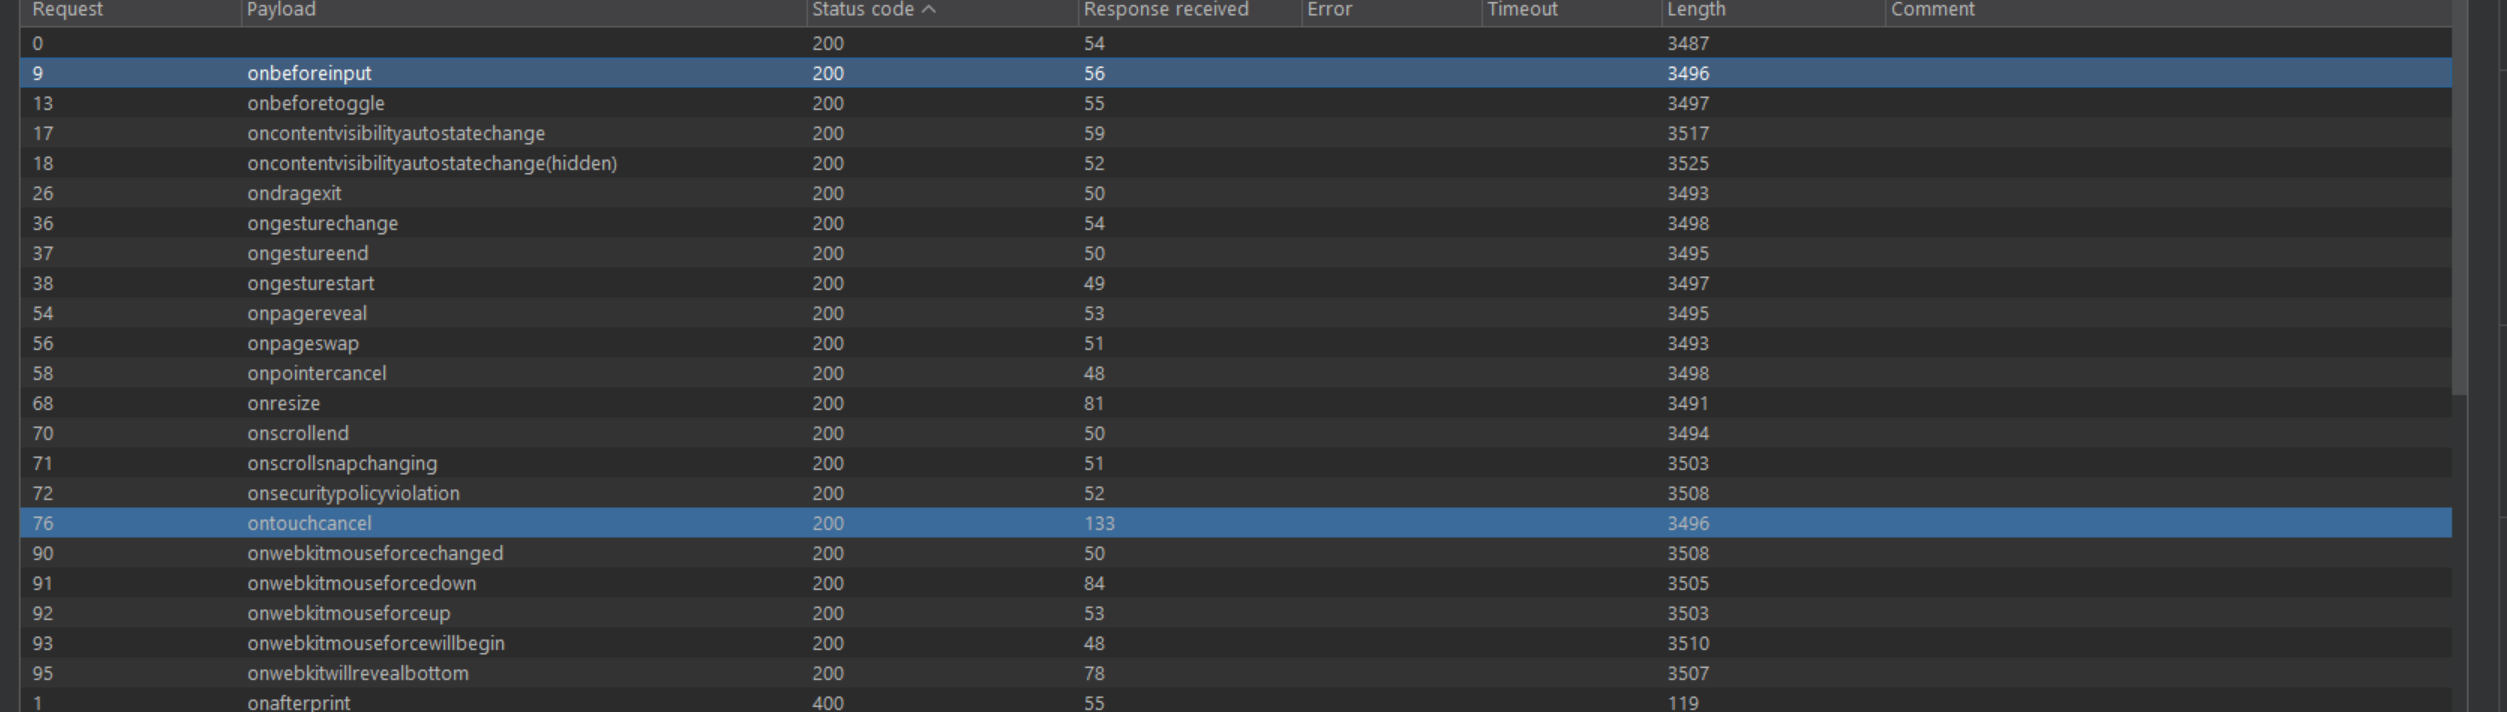 Request Payload Status code Response received Error Timeout Length Comment
0 200 54 3487
9 onbeforeinput 200 56 3496
13 onbeforetoggle 200 55 3497
17 oncontentvisibilityautostatechange 200 59 3517
18 oncontentvisibilityautostatechange(hidden) 200 52 3525
26 ondragexit 200 50 3493
36 ongesturechange 200 54 3498
37 ongestureend 200 50 3495
38 ongesturestart 200 49 3497
54 onpagereveal 200 53 3495
56 onpageswap 200 51 3493
58 onpointercancel 200 48 3498
68 onresize 200 81 3491
70 onscrollend 200 50 3494
71 onscrollsnapchanging 200 51 3503
72 onsecuritypolicyviolation 200 52 3508
76 ontouchcancel 200 133 3496
90 onwebkitmouseforcechanged 200 50 3508
91 onwebkitmouseforcedown 200 84 3505
92 onwebkitmouseforceup 200 53 3503
93 onwebkitmouseforcewillbegin 200 48 3510
95 onwebkitwillrevealbottom 200 78 3507
1 onafterprint 400 55 119